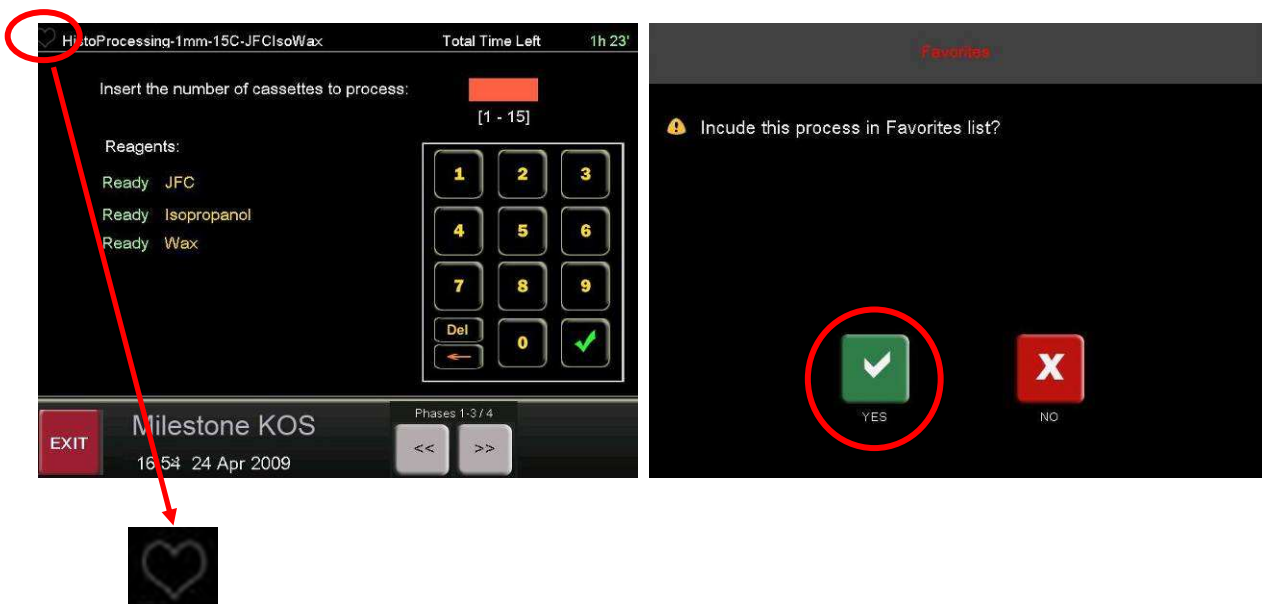 HistoProcessing-1mm-15C-JFCIsoWax Total Time Left 1h 23'
Insert the number of cassettes to process:
[1 - 15]
Reagents:
Ready JFC
Ready Isopropanol
Ready Wax
1 2 3
4 5 6
7 8 9
Del
← 0
EXIT
Milestone KOS
16:54 24 Apr 2009
Phases 1-3 / 4
<< >>
Favorites
Incude this process in Favorites list?
YES NO